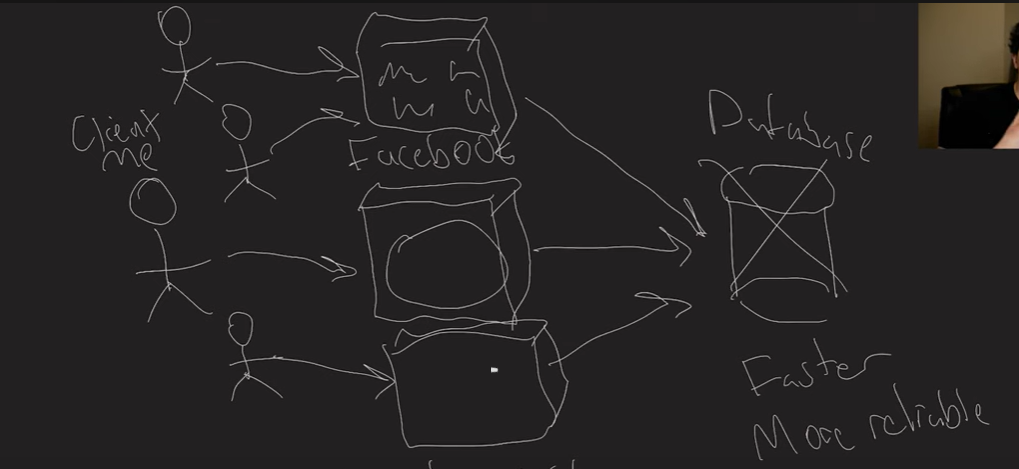 Client
me
Facebook
Database
Faster
More reliable